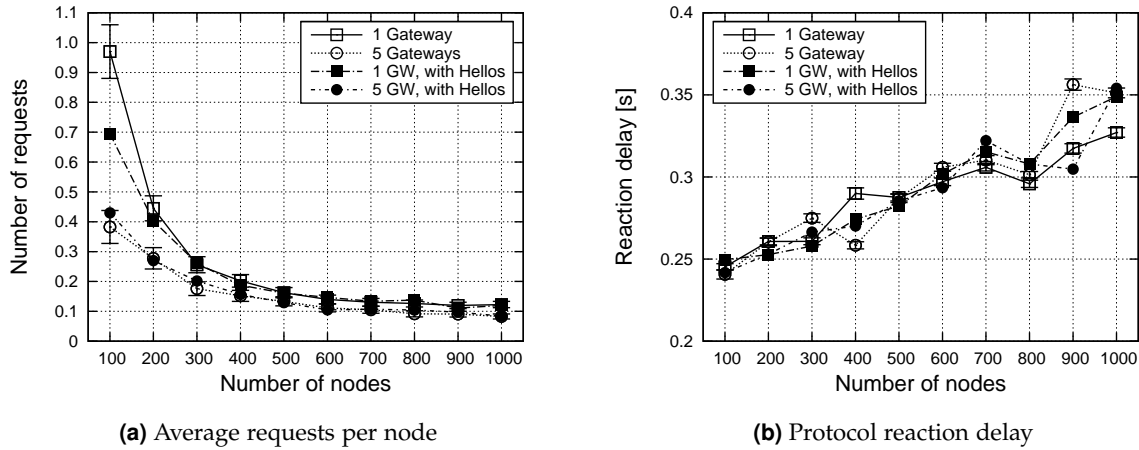 1.1
1.0
0.9
0.8
0.7
0.6
0.5
0.4
0.3
0.2
0.1
0
Number of requests
1 Gateway
5 Gateways
1 GW, with Hellos
5 GW, with Hellos
100 200 300 400 500 600 700 800 900 1000
Number of nodes
(a) Average requests per node
0.4
0.35
0.3
0.25
0.2
Reaction delay [s]
1 Gateway
5 Gateway
1 GW, with Hellos
5 GW, with Hellos
100 200 300 400 500 600 700 800 900 1000
Number of nodes
(b) Protocol reaction delay